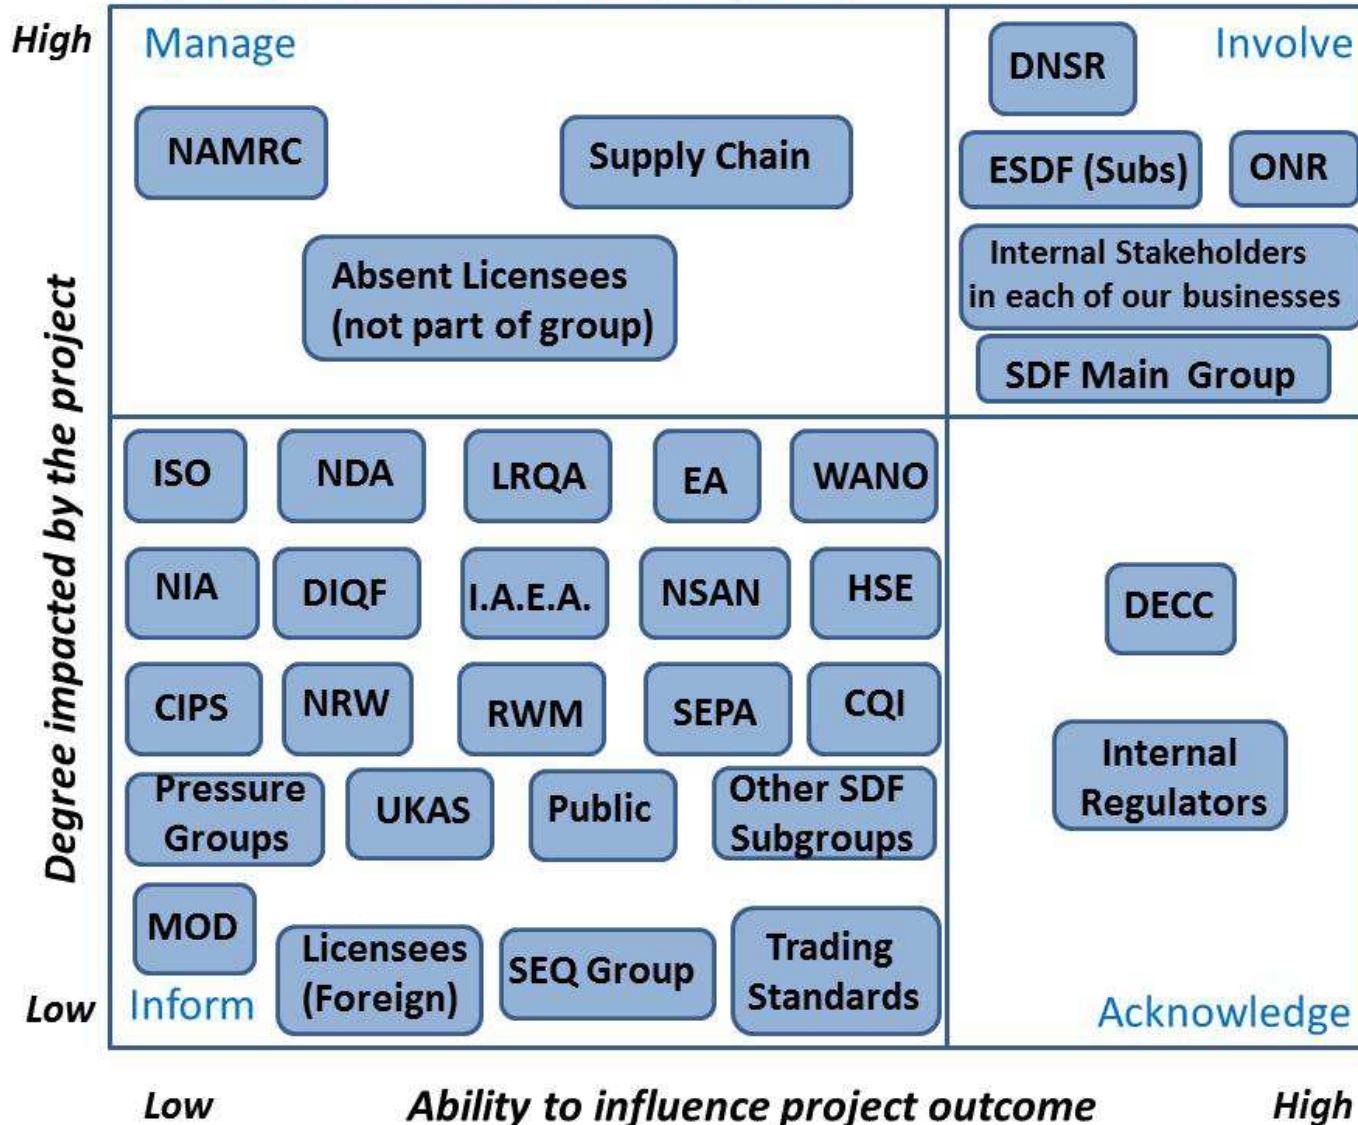 High
Manage
Involve
DNSR
NAMRC
Supply Chain
ESDF (Subs)
ONR
Absent Licensees
(not part of group)
Internal Stakeholders
in each of our businesses
SDF Main Group
Degree impacted by the project
ISO
NDA
LRQA
EA
WANO
NIA
DIQF
I.A.E.A.
NSAN
HSE
DECC
CIPS
NRW
RWM
SEPA
CQI
Internal
Regulators
Pressure
Groups
UKAS
Public
Other SDF
Subgroups
MOD
Licensees
(Foreign)
SEQ Group
Trading
Standards
Low
Inform
Acknowledge
Low
Ability to influence project outcome
High